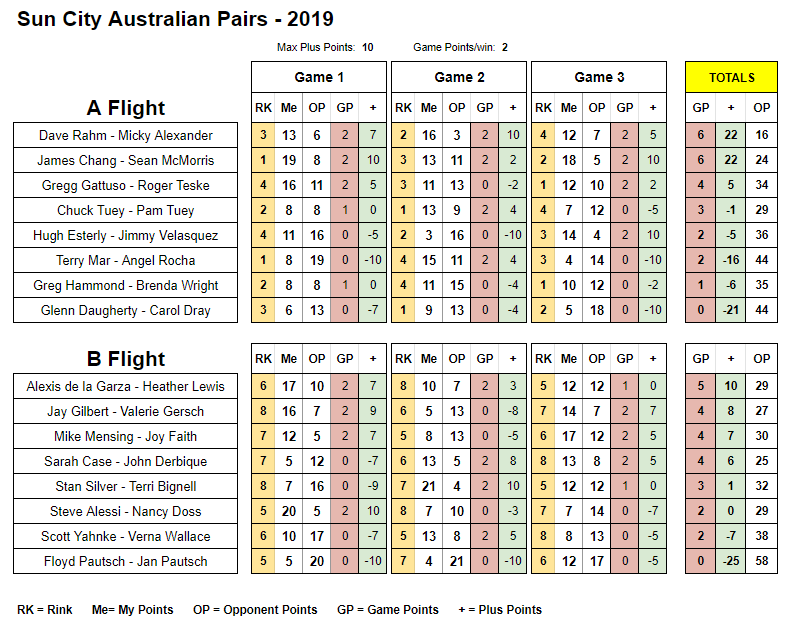 Sun City Australian Pairs - 2019
Max Plus Points: 10 Game Points/win: 2
Game 1 Game 2 Game 3 TOTALS
A Flight RK Me OP GP + RK Me OP GP + RK Me OP GP + GP + OP
Dave Rahm - Micky Alexander 3 13 6 2 7 2 16 3 2 10 4 12 7 2 5 6 22 16
James Chang - Sean McMorris 1 19 8 2 10 3 13 11 2 2 2 18 5 2 10 6 22 24
Gregg Gattuso - Roger Teske 4 16 11 2 5 3 11 13 0 -2 1 12 10 2 2 4 5 34
Chuck Tuey - Pam Tuey 2 8 8 1 0 1 13 9 2 4 4 7 12 0 -5 3 -1 29
Hugh Esterly - Jimmy Velasquez 4 11 16 0 -5 2 3 16 0 -10 3 14 4 2 10 2 -5 36
Terry Mar - Angel Rocha 1 8 19 0 -10 4 15 11 2 4 3 4 14 0 -10 2 -16 44
Greg Hammond - Brenda Wright 2 8 8 1 0 4 11 15 0 -4 1 10 12 0 -2 1 -6 35
Glenn Daugherty - Carol Dray 3 6 13 0 -7 1 9 13 0 -4 2 5 18 0 -10 0 -21 44
B Flight RK Me OP GP + RK Me OP GP + RK Me OP GP + GP + OP
Alexis de la Garza - Heather Lewis 6 17 10 2 7 8 10 7 2 3 5 12 12 1 0 5 10 29
Jay Gilbert - Valerie Gersch 8 16 7 2 9 6 5 13 0 -8 7 14 7 2 7 4 8 27
Mike Mensing - Joy Faith 7 12 5 2 7 5 8 13 0 -5 6 17 12 2 5 4 7 30
Sarah Case - John Derbique 7 5 12 0 -7 6 13 5 2 8 8 13 8 2 5 4 6 25
Stan Silver - Terri Bignell 8 7 16 0 -9 7 21 4 2 10 5 12 12 1 0 3 1 32
Steve Alessi - Nancy Doss 5 20 5 2 10 8 7 10 0 -3 7 7 14 0 -7 2 0 29
Scott Yahnke - Verna Wallace 6 10 17 0 -7 5 13 8 2 5 8 8 13 0 -5 2 -7 38
Floyd Pautsch - Jan Pautsch 5 5 20 0 -10 7 4 21 0 -10 6 12 17 0 -5 0 -25 58
RK = Rink Me= My Points OP = Opponent Points GP = Game Points + = Plus Points